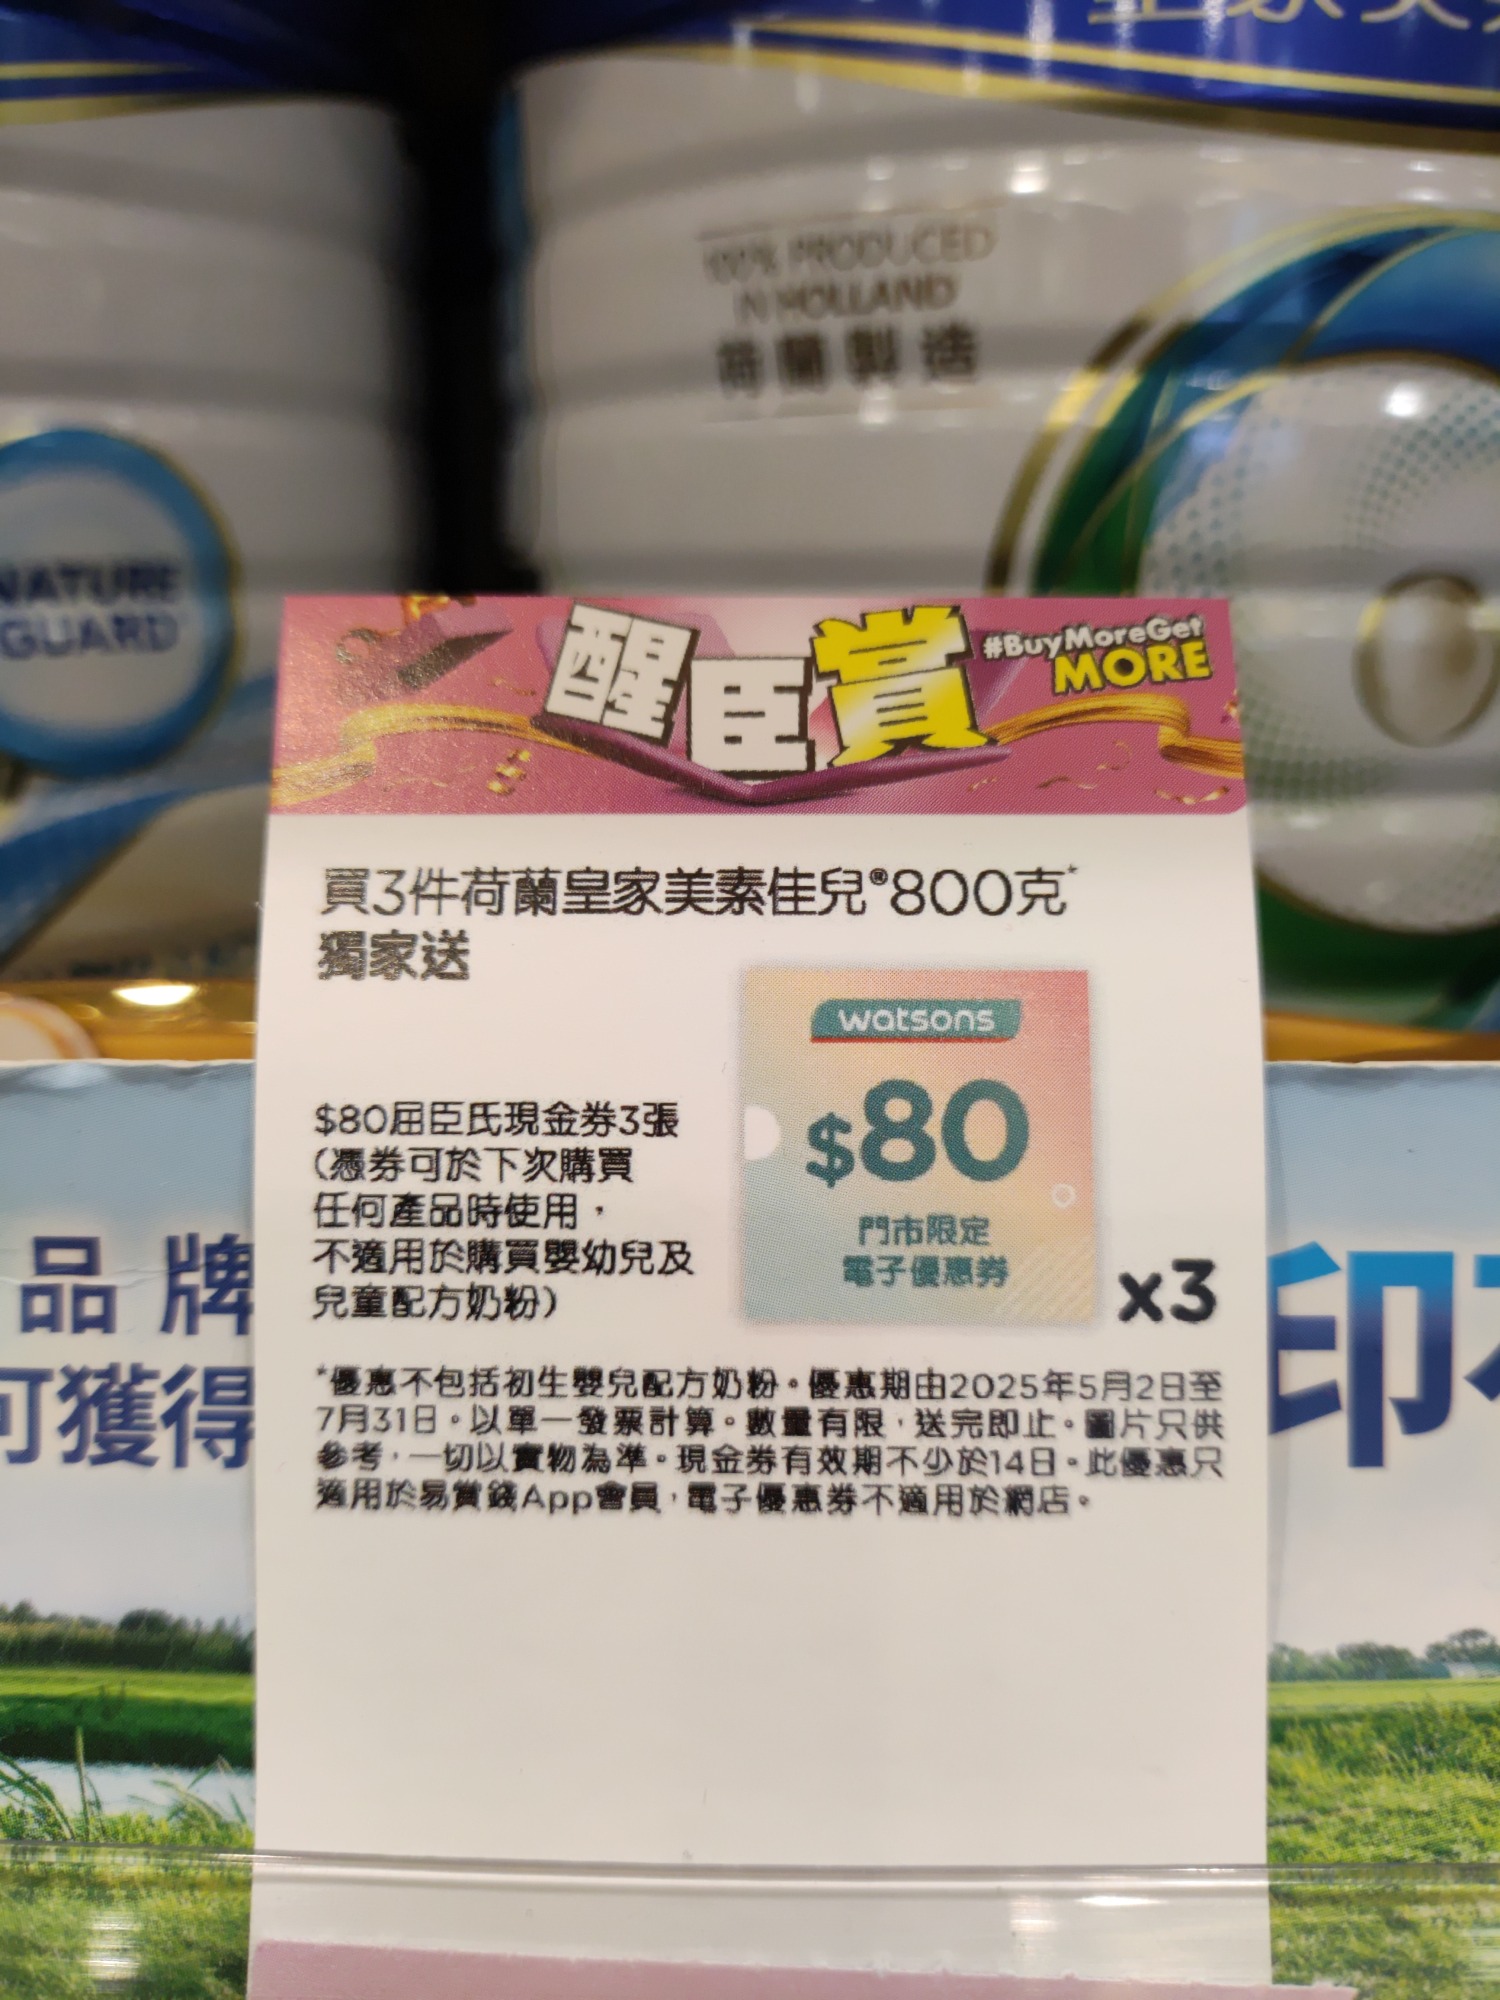 100% PRODUCED
IN HOLLAND
荷蘭製造
NATURE
GUARD
醒臣賞
#BuyMoreGet
MORE
買3件荷蘭皇家美素佳兒®800克*
獨家送
watsons
$80
門市限定
電子優惠券
x3
$80屈臣氏現金券3張
(憑券可於下次購買
任何產品時使用，
不適用於購買嬰幼兒及
兒童配方奶粉)
*優惠不包括初生嬰兒配方奶粉。優惠期由2025年5月2日至
7月31日。以單一發票計算。數量有限，送完即止。圖片只供
參考，一切以實物為準。現金券有效期不少於14日。此優惠只
適用於易賞錢App會員，電子優惠券不適用於網店。
品牌
可獲得
印